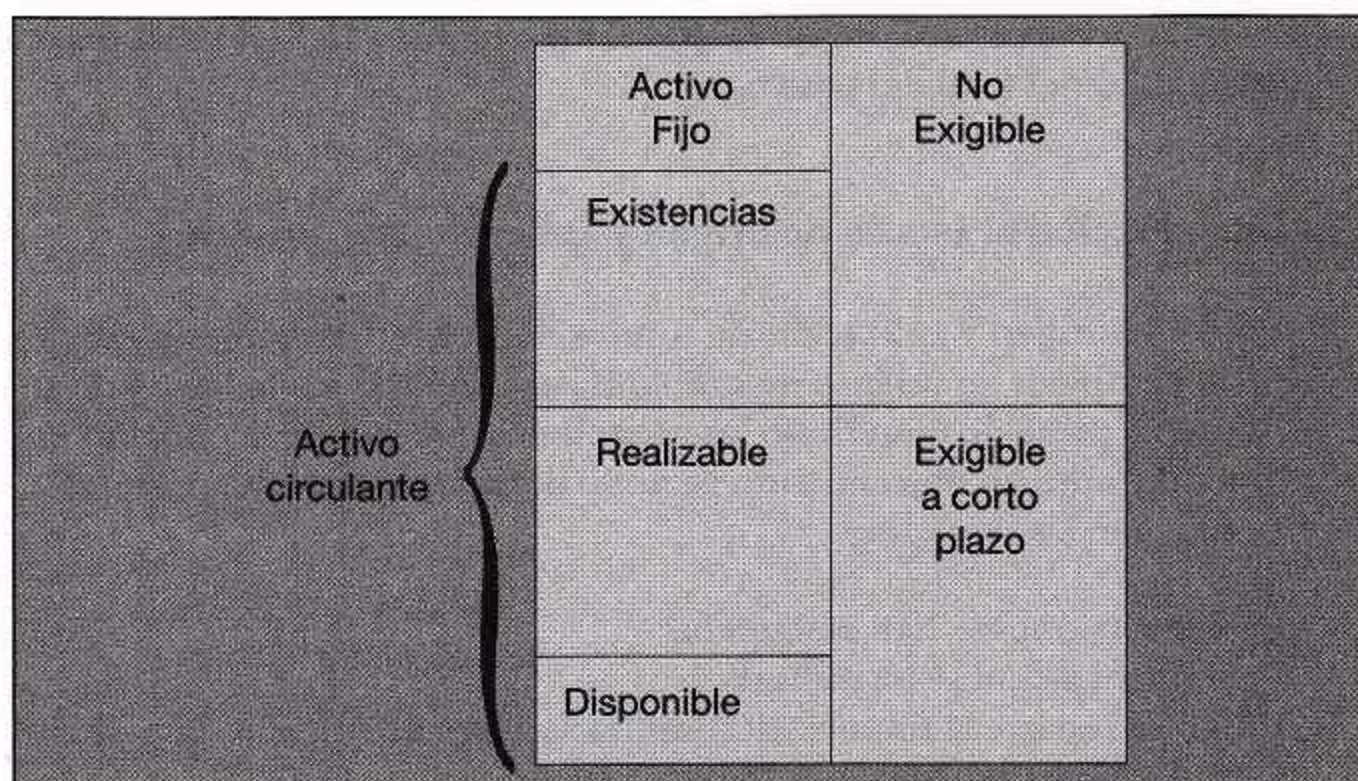 Activo
Fijo
No
Exigible
Existencias
Activo
circulante
Realizable
Exigible
a corto
plazo
Disponible